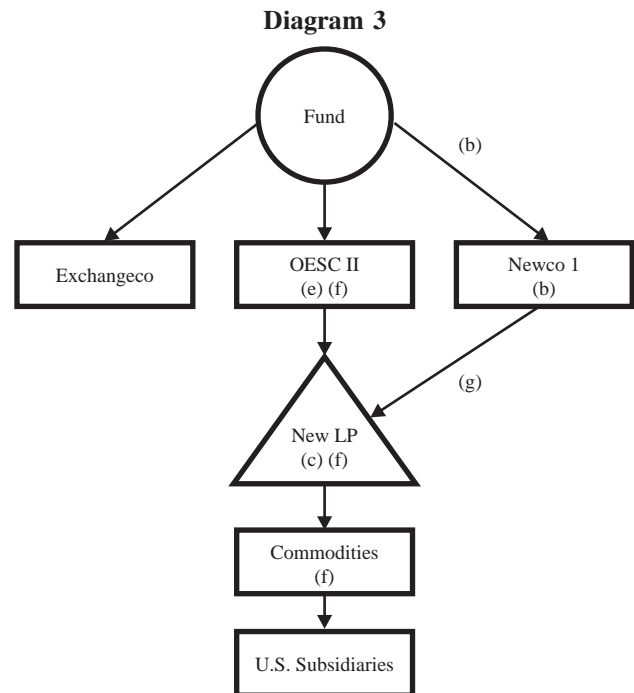 Diagram 3
Fund
(b)
Exchangeco
OESC II
(e) (f)
Newco 1
(b)
(g)
New LP
(c) (f)
Commodities
(f)
U.S. Subsidiaries